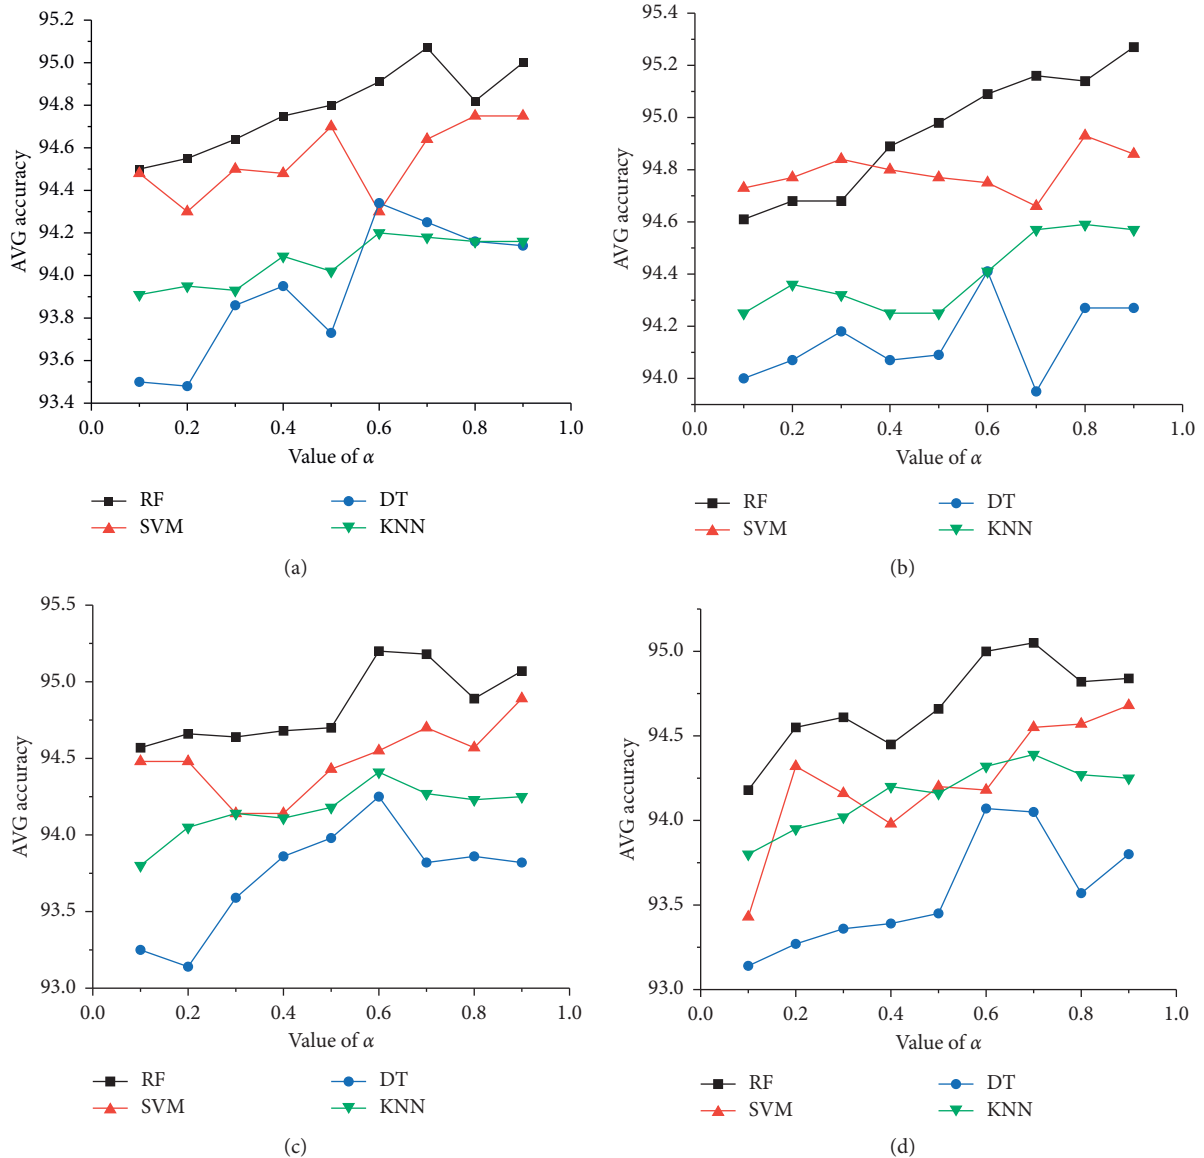 95.2
95.0
94.8
94.6
94.4
94.2
94.0
93.8
93.6
93.4
AVG accuracy
0.0 0.2 0.4 0.6 0.8 1.0
Value of α
RF DT
SVM KNN
(a)
95.4
95.2
95.0
94.8
94.6
94.4
94.2
94.0
AVG accuracy
0.0 0.2 0.4 0.6 0.8 1.0
Value of α
RF DT
SVM KNN
(b)
95.5
95.0
94.5
94.0
93.5
93.0
AVG accuracy
0.0 0.2 0.4 0.6 0.8 1.0
Value of α
RF DT
SVM KNN
(c)
95.0
94.5
94.0
93.5
93.0
AVG accuracy
0.0 0.2 0.4 0.6 0.8 1.0
Value of α
RF DT
SVM KNN
(d)